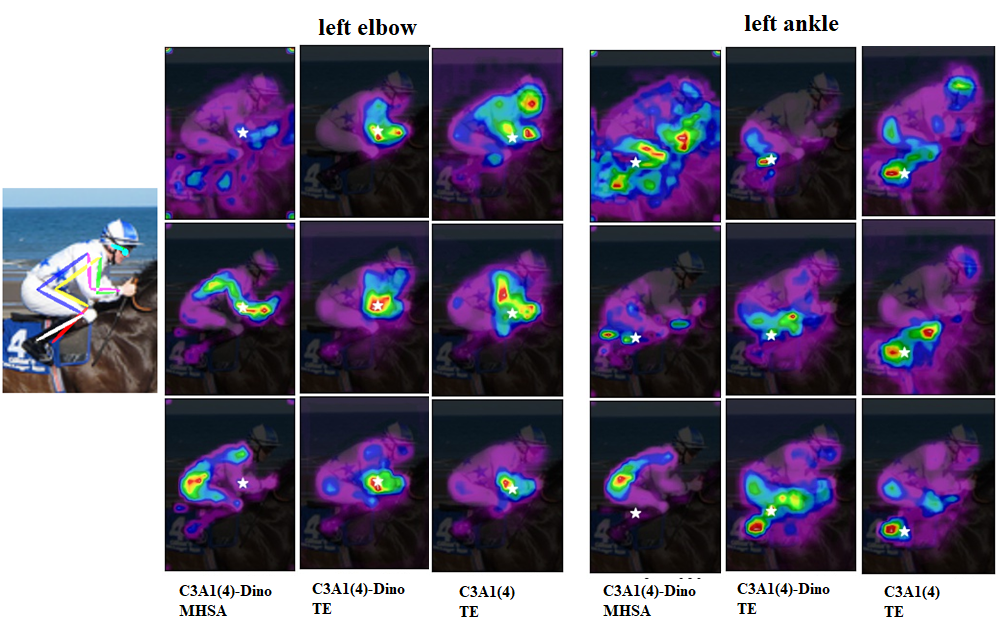 left elbow
left ankle
4
C3A1(4)-Dino
MHSA
C3A1(4)-Dino
TE
C3A1(4)
TE
C3A1(4)-Dino
MHSA
C3A1(4)-Dino
TE
C3A1(4)
TE